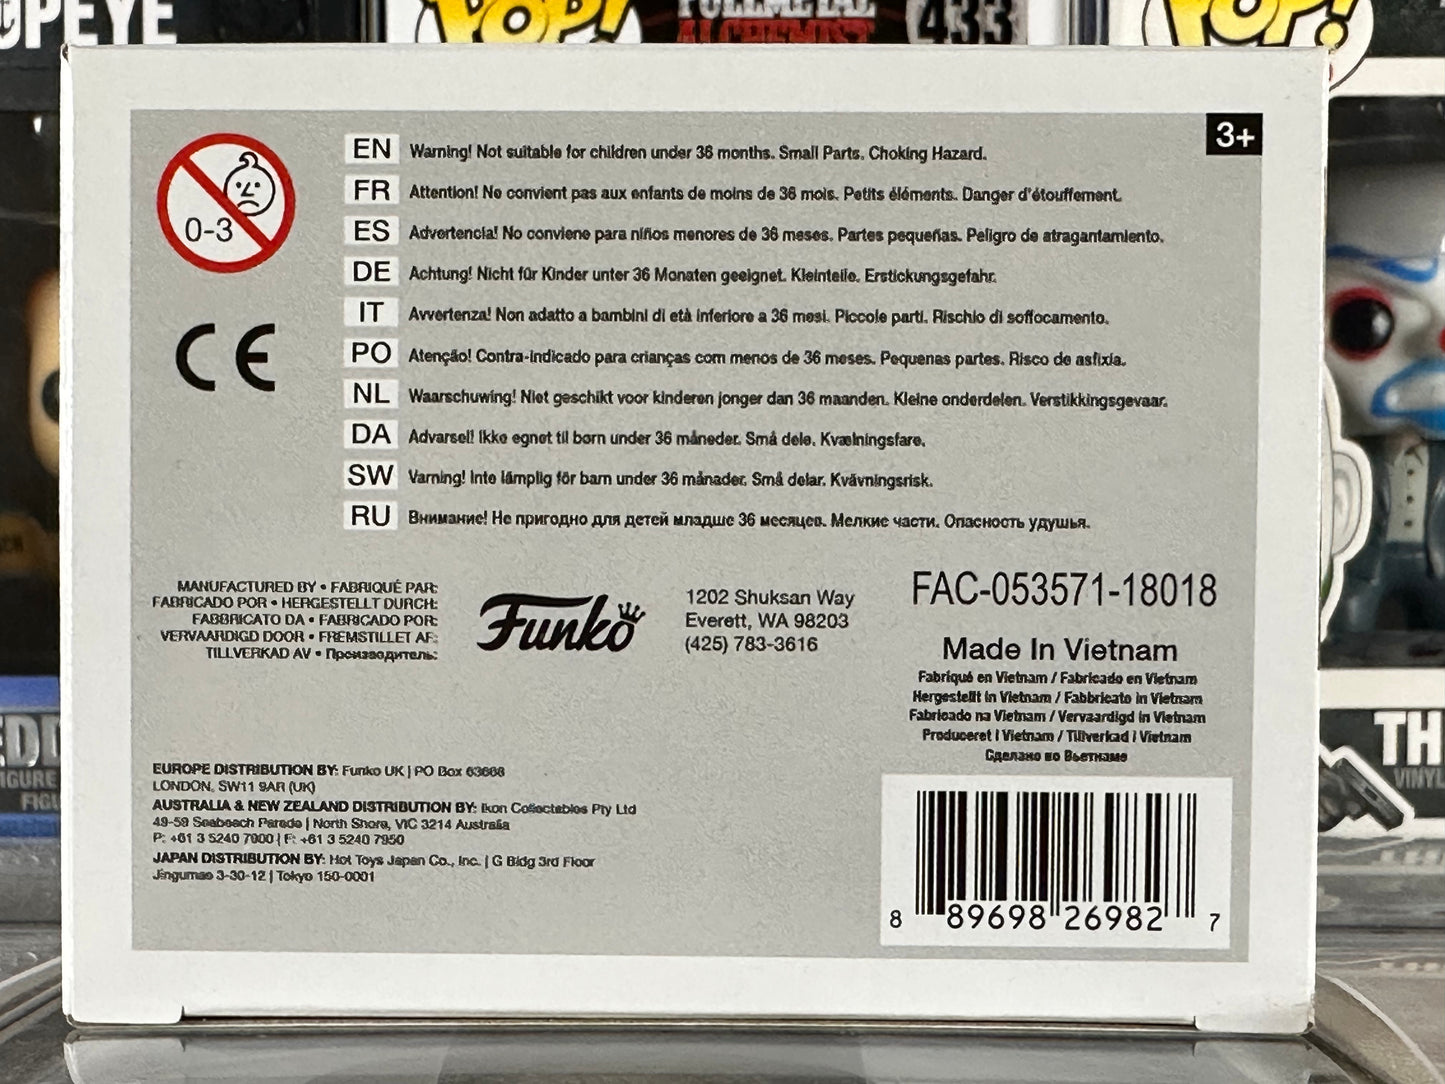 OPEYE
POP!
FULLMETAL
ALCHEMIST
433
POP!
3+
0-3
EN Warning! Not suitable for children under 36 months. Small Parts. Choking Hazard.
FR Attention! Ne convient pas aux enfants de moins de 36 mois. Petits éléments. Danger d'étouffement.
ES Advertencia! No conviene para niños menores de 36 meses. Partes pequeñas. Peligro de atragantamiento.
DE Achtung! Nicht für Kinder unter 36 Monaten geeignet. Kleinteile. Erstickungsgefahr.
IT Avvertenza! Non adatto a bambini di età inferiore a 36 mesi. Piccole parti. Rischio di soffocamento.
PO Atenção! Contra-indicado para crianças com menos de 36 meses. Pequenas partes. Risco de asfixia.
NL Waarschuwing! Niet geschikt voor kinderen jonger dan 36 maanden. Kleine onderdelen. Verstikkingsgevaar.
DA Advarsel! Ikke egnet til børn under 36 måneder. Små dele. Kvælningsfare.
SW Varning! Inte lämplig för barn under 36 månader. Små delar. Kvävningsrisk.
RU Внимание! Не пригодно для детей младше 36 месяцев. Мелкие части. Опасность удушья.
CE
MANUFACTURED BY • FABRIQUÉ PAR:
FABRICADO POR • HERGESTELLT DURCH:
FABBRICATO DA • FABRICADO POR:
VERVAARDIGD DOOR • FREMSTILLET AF:
TILLVERKAD AV • Производитель:
Funko
1202 Shuksan Way
Everett, WA 98203
(425) 783-3616
FAC-053571-18018
Made In Vietnam
Fabriqué en Vietnam / Fabricado en Vietnam
Hergestellt in Vietnam / Fabbricato in Vietnam
Fabricado na Vietnam / Vervaardigd in Vietnam
Produceret i Vietnam / Tillverkad i Vietnam
Сделано во Вьетнаме
EUROPE DISTRIBUTION BY: Funko UK | PO Box 63668
LONDON, SW11 9AR (UK)
AUSTRALIA & NEW ZEALAND DISTRIBUTION BY: Ikon Collectables Pty Ltd
49-59 Seabeach Parade | North Shore, VIC 3214 Australia
P: +61 3 5240 7900 | F: +61 3 5240 7950
JAPAN DISTRIBUTION BY: Hot Toys Japan Co., Inc. | G Bldg 3rd Floor
Jingumae 3-30-12 | Tokyo 150-0001
8 89698 26982 7
TH
VINYL